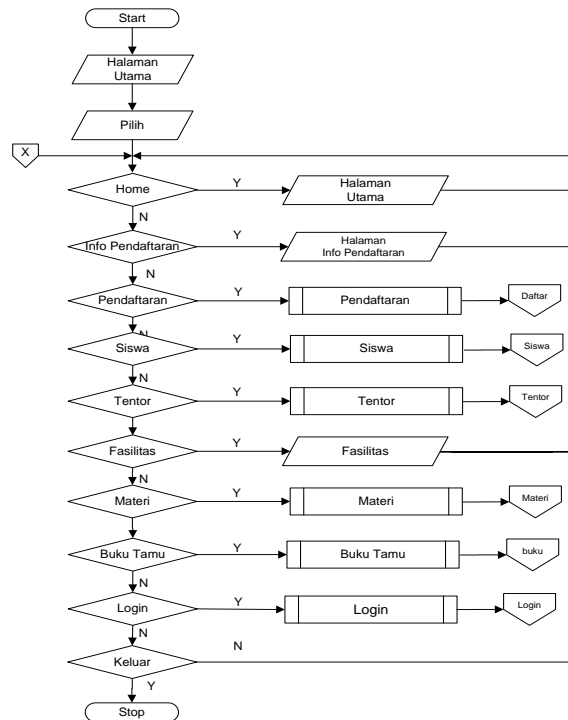 Start
Halaman
Utama
Pilih
X
Home
Y
Halaman
Utama
N
Info Pendaftaran
Y
Halaman
Info Pendaftaran
N
Pendaftaran
Y
Pendaftaran
Daftar
N
Siswa
Y
Siswa
Siswa
N
Tentor
Y
Tentor
Tentor
Fasilitas
Y
Fasilitas
N
Materi
Y
Materi
Materi
Buku Tamu
Y
Buku Tamu
buku
N
Login
Y
Login
Login
N
Keluar
N
Y
Stop